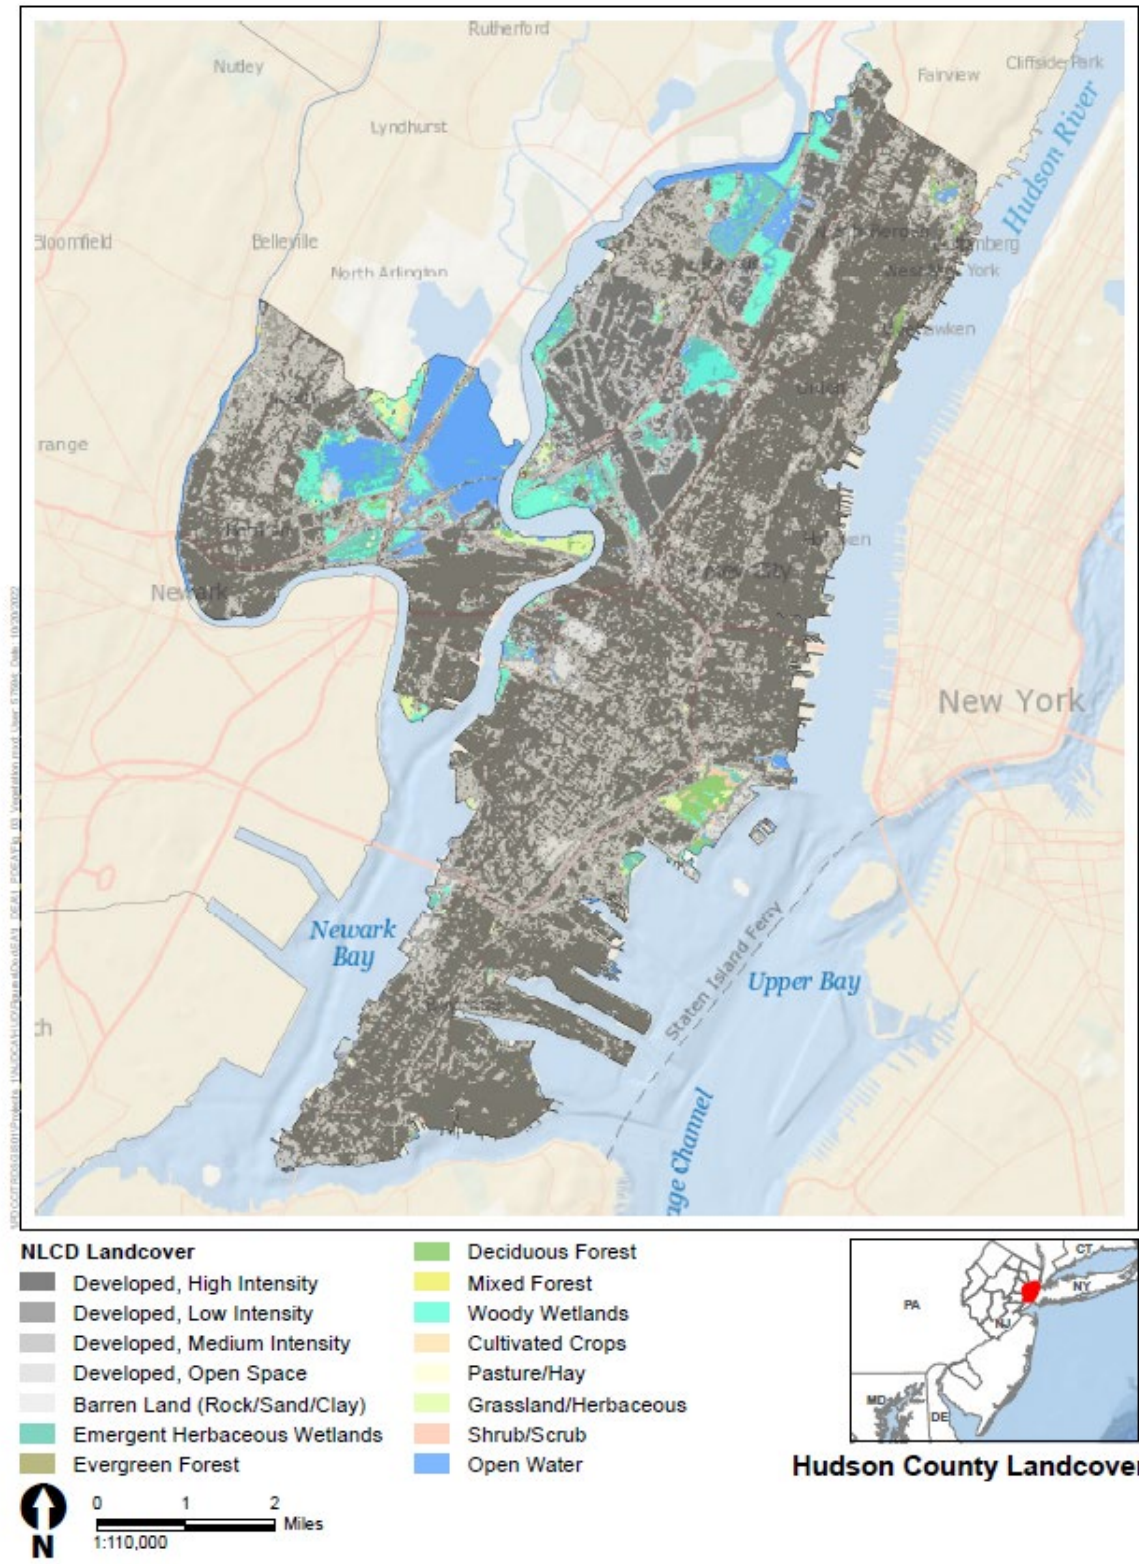 Rutherford
Nutley
Fairview
Cliffside Park
Lyndhurst
Hudson River
Bloomfield
Belleville
North Arlington
York
range
Newark
New York
Newark
Bay
Staten Island Ferry
Upper Bay
age Channel
NLCD Landcover
Developed, High Intensity
Developed, Low Intensity
Developed, Medium Intensity
Developed, Open Space
Barren Land (Rock/Sand/Clay)
Emergent Herbaceous Wetlands
Evergreen Forest
Deciduous Forest
Mixed Forest
Woody Wetlands
Cultivated Crops
Pasture/Hay
Grassland/Herbaceous
Shrub/Scrub
Open Water
CT
PA
NY
NJ
MD
DE
Hudson County Landcover
N
0 1 2
Miles
1:110,000